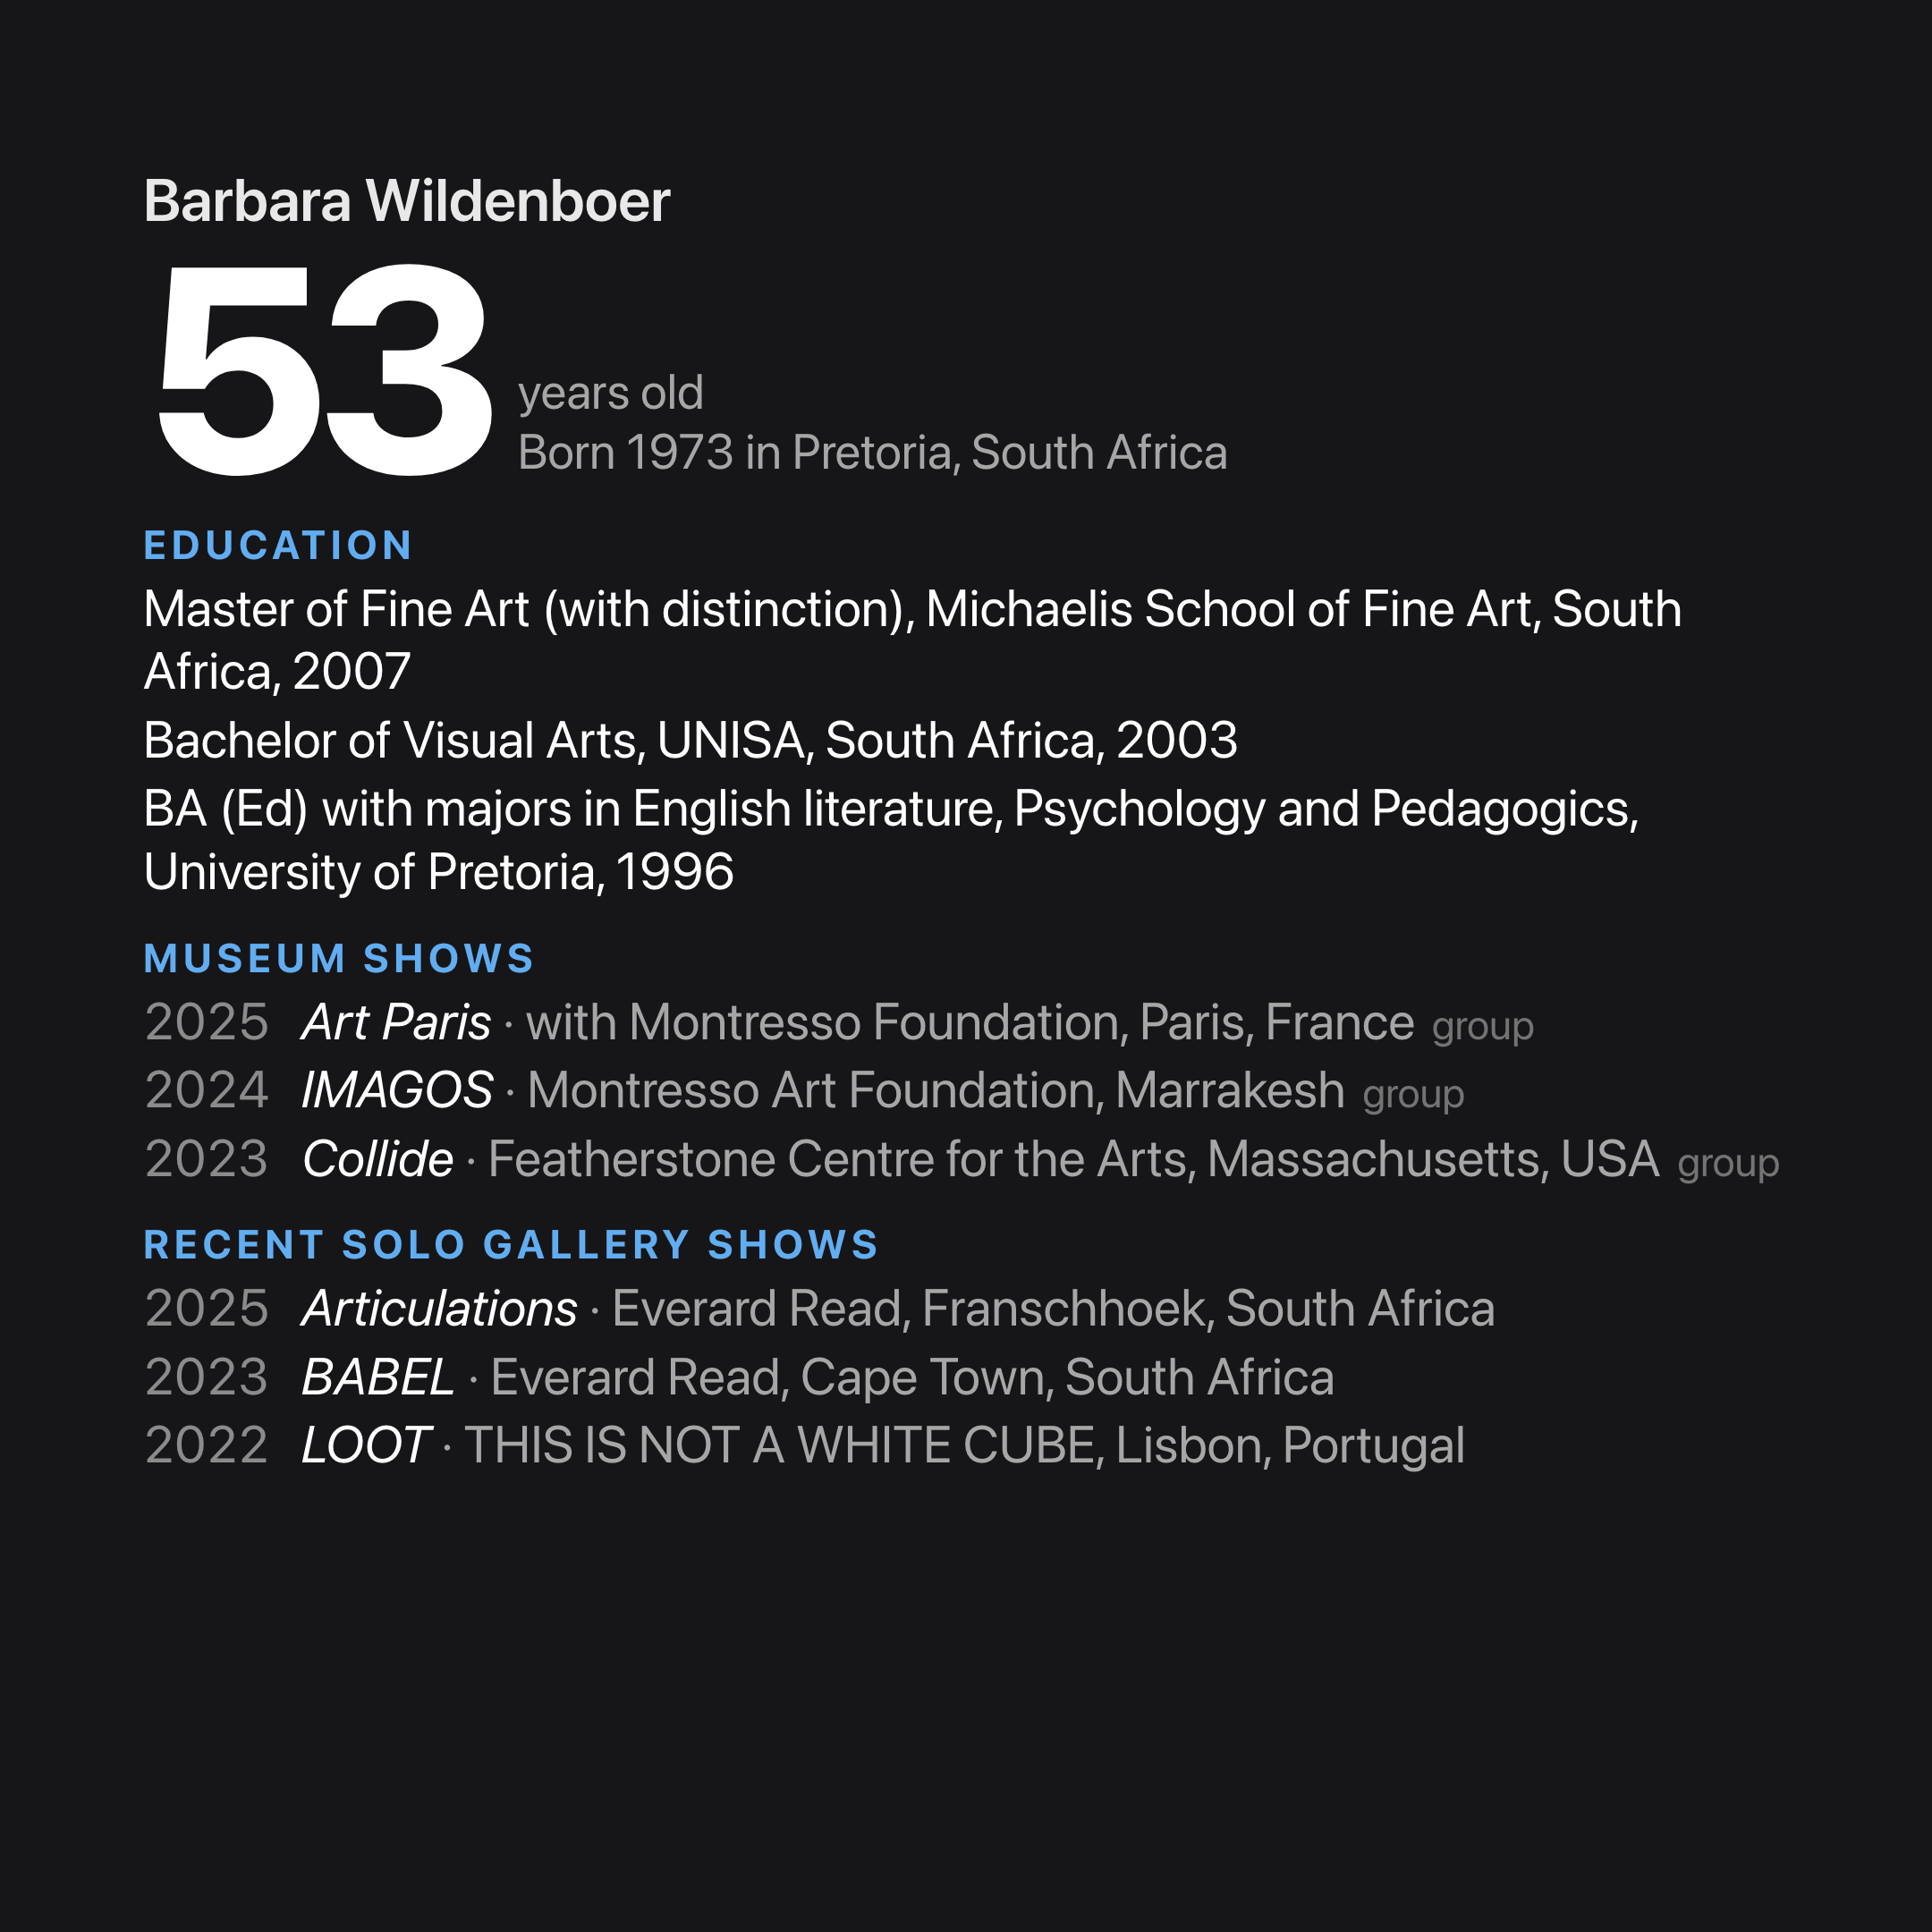 Barbara Wildenboer
53
years old
Born 1973 in Pretoria, South Africa
EDUCATION
Master of Fine Art (with distinction), Michaelis School of Fine Art, South
Africa, 2007
Bachelor of Visual Arts, UNISA, South Africa, 2003
BA (Ed) with majors in English literature, Psychology and Pedagogics,
University of Pretoria, 1996
MUSEUM SHOWS
2025 Art Paris · with Montresso Foundation, Paris, France group
2024 IMAGOS · Montresso Art Foundation, Marrakesh group
2023 Collide · Featherstone Centre for the Arts, Massachusetts, USA group
RECENT SOLO GALLERY SHOWS
2025 Articulations · Everard Read, Franschhoek, South Africa
2023 BABEL · Everard Read, Cape Town, South Africa
2022 LOOT · THIS IS NOT A WHITE CUBE, Lisbon, Portugal